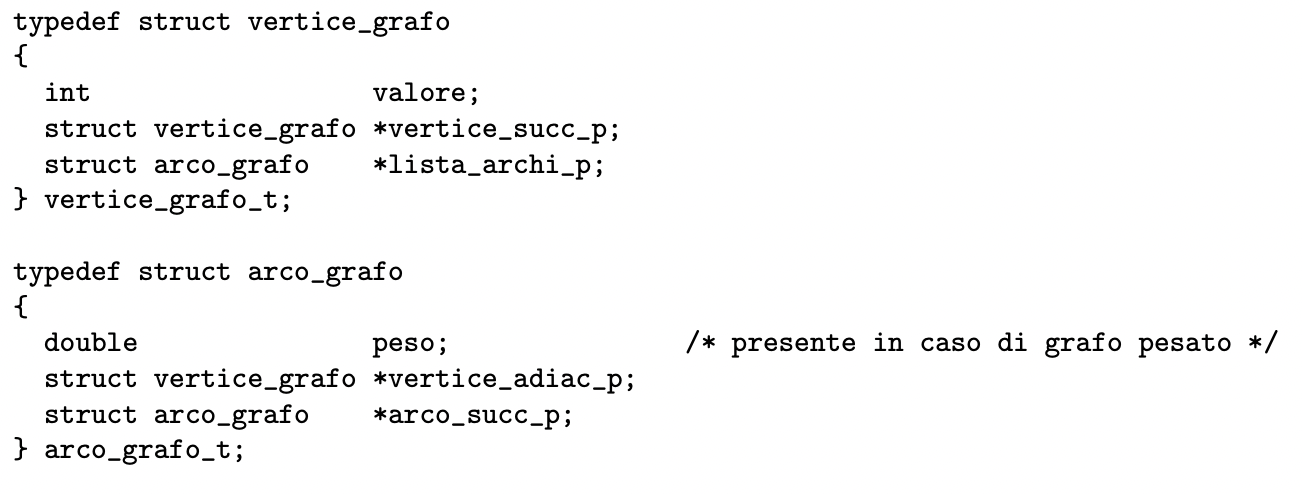 typedef struct vertice_grafo
{
  int                  valore;
  struct vertice_grafo *vertice_succ_p;
  struct arco_grafo    *lista_archi_p;
} vertice_grafo_t;

typedef struct arco_grafo
{
  double               peso;               /* presente in caso di grafo pesato */
  struct vertice_grafo *vertice_adiac_p;
  struct arco_grafo    *arco_succ_p;
} arco_grafo_t;